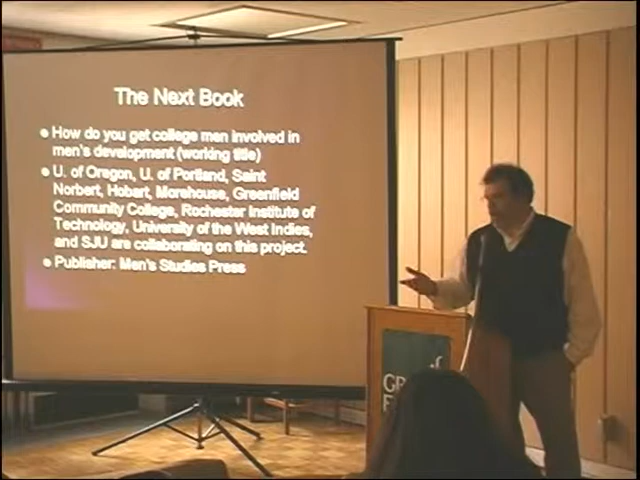 The Next Book
How do you get college men involved in
men's development (working title)
U. of Oregon, U. of Portland, Saint
Norbert, Hobart, Morehouse, Greenfield
Community College, Rochester Institute of
Technology, University of the West Indies,
and SJU are collaborating on this project.
Publisher: Men's Studies Press
of